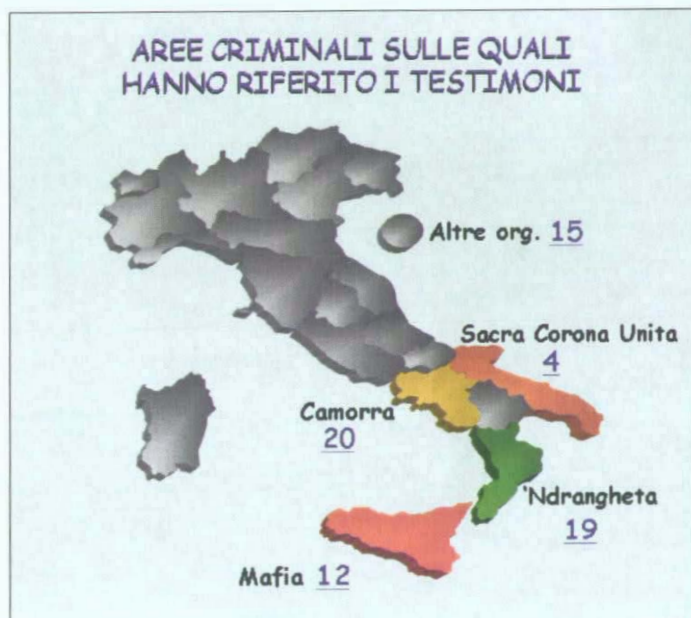 AREE CRIMINALI SULLE QUALI
HANNO RIFERITO I TESTIMONI
Altre org. 15
Sacra Corona Unita
4
Camorra
20
'Ndrangheta
19
Mafia 12